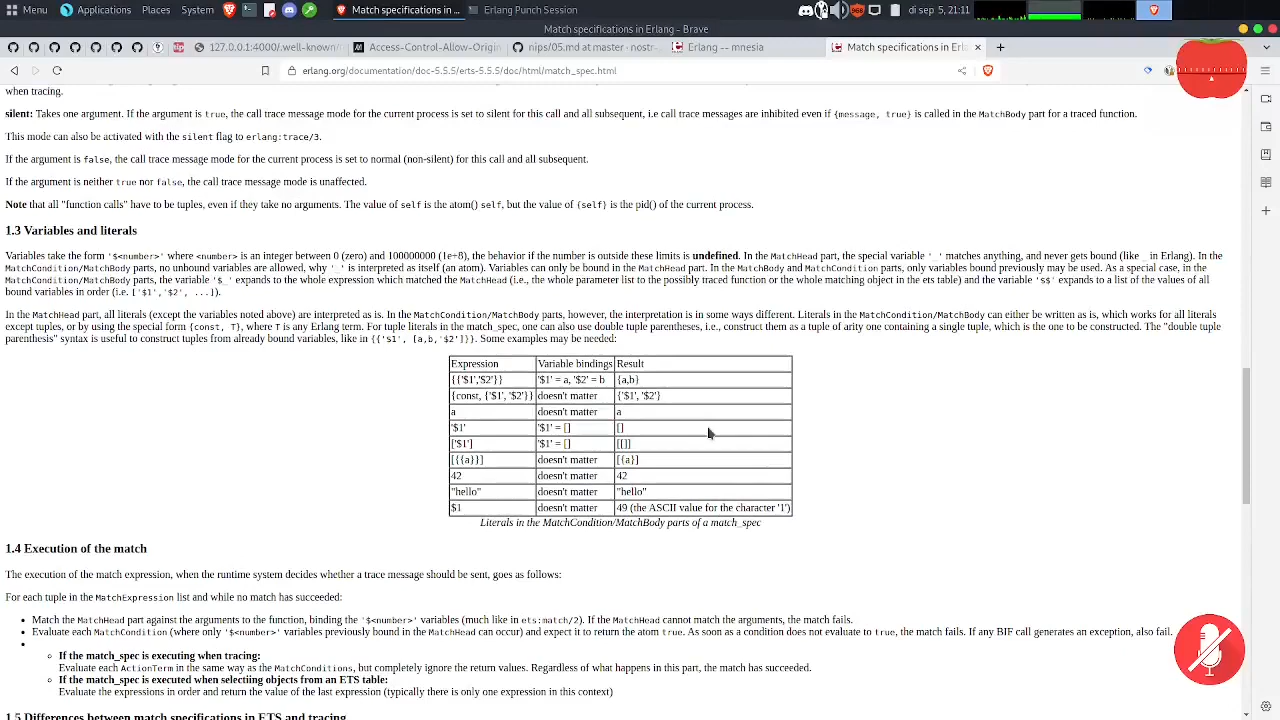 Menu Applications Places System Match specifications in ... Erlang Punch Session 968 di sep 5, 21:11
Match specifications in Erlang - Brave
127.0.0.1:4000/.well-known/ Access-Control-Allow-Origin nips/05.md at master · nostr- Erlang -- mnesia Match specifications in Erla
erlang.org/documentation/doc-5.5.5/erts-5.5.5/doc/html/match_spec.html
when tracing.
silent: Takes one argument. If the argument is true, the call trace message mode for the current process is set to silent for this call and all subsequent, i.e call trace messages are inhibited even if {message, true} is called in the MatchBody part for a traced function.
This mode can also be activated with the silent flag to erlang:trace/3.
If the argument is false, the call trace message mode for the current process is set to normal (non-silent) for this call and all subsequent.
If the argument is neither true nor false, the call trace message mode is unaffected.
Note that all "function calls" have to be tuples, even if they take no arguments. The value of self is the atom() self, but the value of {self} is the pid() of the current process.
1.3 Variables and literals
Variables take the form '$<number>' where <number> is an integer between 0 (zero) and 100000000 (1e+8), the behavior if the number is outside these limits is undefined. In the MatchHead part, the special variable '_' matches anything, and never gets bound (like _ in Erlang). In the
MatchCondition/MatchBody parts, no unbound variables are allowed, why '_' is interpreted as itself (an atom). Variables can only be bound in the MatchHead part. In the MatchBody and MatchCondition parts, only variables bound previously may be used. As a special case, in the
MatchCondition/MatchBody parts, the variable '$_' expands to the whole expression which matched the MatchHead (i.e., the whole parameter list to the possibly traced function or the whole matching object in the ets table) and the variable '$$' expands to a list of the values of all
bound variables in order (i.e. ['$1','$2', ...]).
In the MatchHead part, all literals (except the variables noted above) are interpreted as is. In the MatchCondition/MatchBody parts, however, the interpretation is in some ways different. Literals in the MatchCondition/MatchBody can either be written as is, which works for all literals
except tuples, or by using the special form {const, T}, where T is any Erlang term. For tuple literals in the match_spec, one can also use double tuple parentheses, i.e., construct them as a tuple of arity one containing a single tuple, which is the one to be constructed. The "double tuple
parenthesis" syntax is useful to construct tuples from already bound variables, like in {{'$1', [a,b,'$2']}}. Some examples may be needed:
Expression Variable bindings Result
{{'$1','$2'}} '$1' = a, '$2' = b {a,b}
{const, {'$1', '$2'}} doesn't matter {'$1', '$2'}
a doesn't matter a
'$1' '$1' = [] []
['$1'] '$1' = [] [[]]
[{{a}}] doesn't matter [{a}]
42 doesn't matter 42
"hello" doesn't matter "hello"
$1 doesn't matter 49 (the ASCII value for the character '1')
Literals in the MatchCondition/MatchBody parts of a match_spec
1.4 Execution of the match
The execution of the match expression, when the runtime system decides whether a trace message should be sent, goes as follows:
For each tuple in the MatchExpression list and while no match has succeeded:
Match the MatchHead part against the arguments to the function, binding the '$<number>' variables (much like in ets:match/2). If the MatchHead cannot match the arguments, the match fails.
Evaluate each MatchCondition (where only '$<number>' variables previously bound in the MatchHead can occur) and expect it to return the atom true. As soon as a condition does not evaluate to true, the match fails. If any BIF call generates an exception, also fail.
If the match_spec is executing when tracing:
Evaluate each ActionTerm in the same way as the MatchConditions, but completely ignore the return values. Regardless of what happens in this part, the match has succeeded.
If the match_spec is executed when selecting objects from an ETS table:
Evaluate the expressions in order and return the value of the last expression (typically there is only one expression in this context)
1.5 Differences between match specifications in ETS and tracing